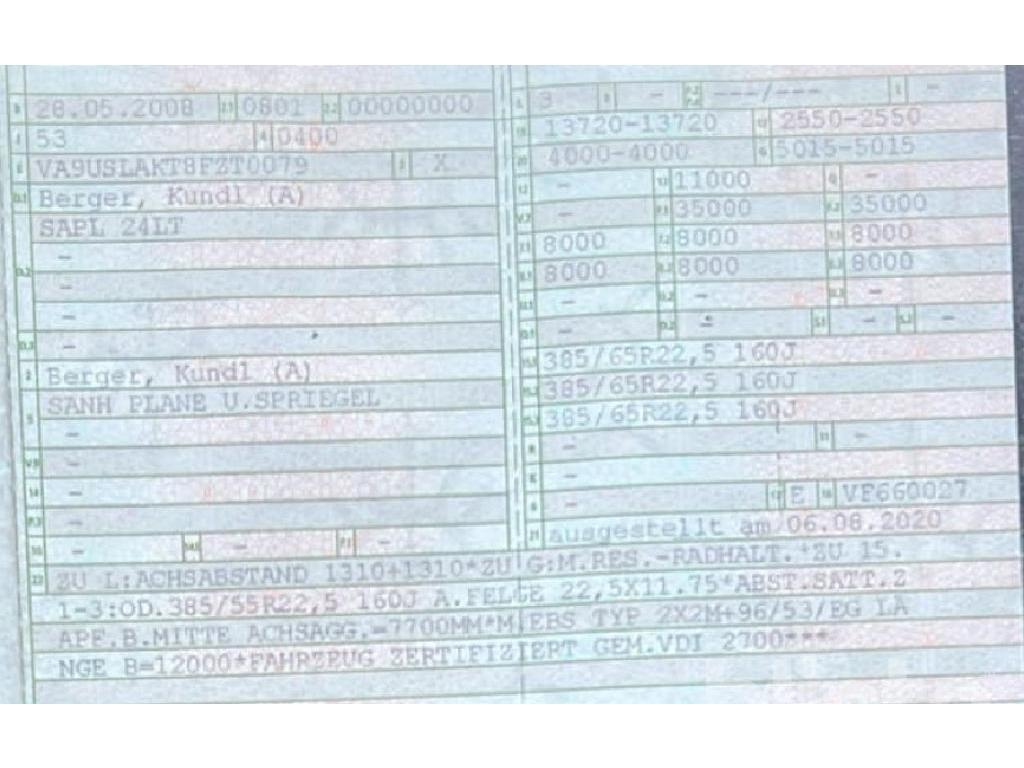 28.05.2008 0801 00000000
53 0400
VA9USLAKT8FZT0079 X
Berger, Kundl (A)
SAPL 24LT
-
-
-
-
Berger, Kundl (A)
SANH PLANE U.SPRIEGEL
-
-
-
-
- - -
3 - ---/--- -
13720-13720 2550-2550
4000-4000 5015-5015
- 11000 -
- 35000 35000
8000 8000 8000
8000 8000 8000
- - -
- - - -
385/65R22,5 160J
385/65R22,5 160J
385/65R22,5 160J
- -
-
- E VF660027
ausgestellt am 06.08.2020
ZU L:ACHSABSTAND 1310+1310*ZU G:M.RES.-RADHALT.*ZU 15.
1-3:OD.385/55R22,5 160J A.FELGE 22,5X11.75*ABST.SATT.Z
APF.B.MITTE ACHSAGG.=7700MM*M.EBS TYP 2X2M+96/53/EG LA
NGE B=12000*FAHRZEUG ZERTIFIZIERT GEM.VDI 2700***